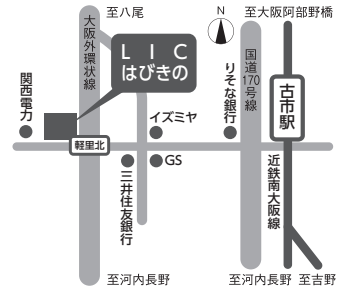 至八尾
N
至大阪阿部野橋
大阪外環状線
LIC
はびきの
国道170号線
関西電力
りそな銀行
古市駅
イズミヤ
軽里北
GS
三井住友銀行
近鉄南大阪線
至河内長野
至河内長野
至吉野